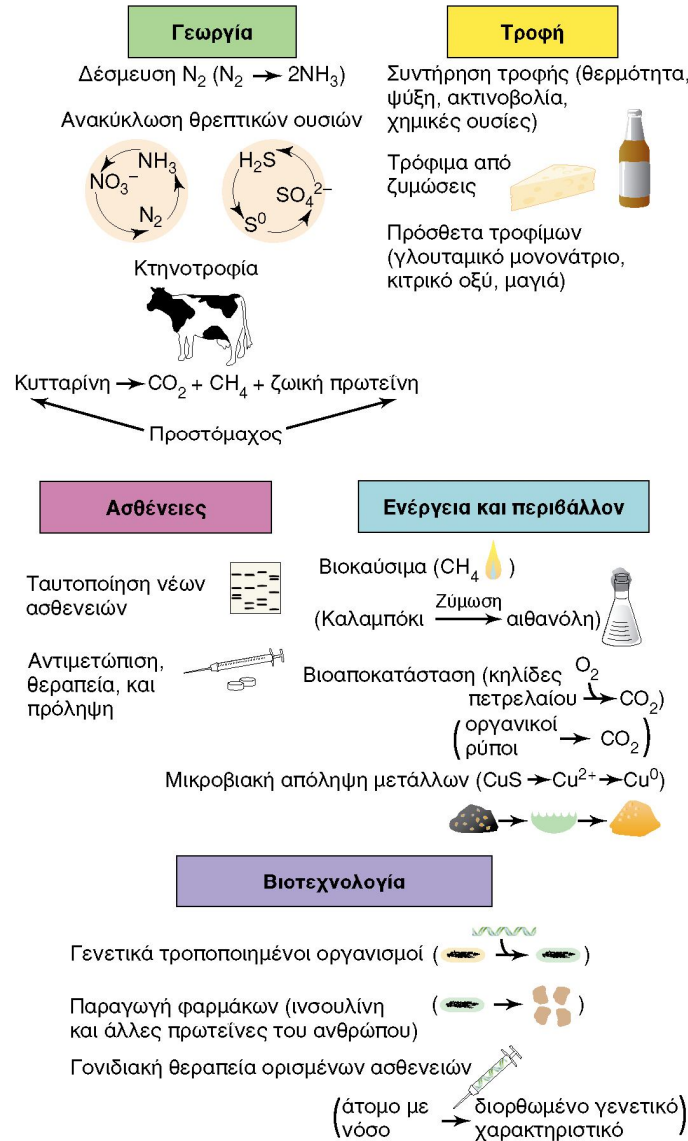 Γεωργία
Δέσμευση N₂ (N₂ → 2NH₃)
Ανακύκλωση θρεπτικών ουσιών
NH₃
NO₃⁻
N₂
H₂S
SO₄²⁻
S⁰
Κτηνοτροφία
Κυτταρίνη → CO₂ + CH₄ + ζωική πρωτεΐνη
Προστόμαχος
Τροφή
Συντήρηση τροφής (θερμότητα,
ψύξη, ακτινοβολία,
χημικές ουσίες)
Τρόφιμα από
ζυμώσεις
Πρόσθετα τροφίμων
(γλουταμικό μονονάτριο,
κιτρικό οξύ, μαγιά)
Ασθένειες
Ταυτοποίηση νέων
ασθενειών
Αντιμετώπιση,
θεραπεία, και
πρόληψη
Ενέργεια και περιβάλλον
Βιοκαύσιμα (CH₄ )
Ζύμωση
(Καλαμπόκι → αιθανόλη)
Βιοαποκατάσταση (κηλίδες O₂
πετρελαίου → CO₂)
(οργανικοί
ρύποι → CO₂)
Μικροβιακή απόληψη μετάλλων (CuS → Cu²⁺ → Cu⁰)
Βιοτεχνολογία
Γενετικά τροποποιημένοι οργανισμοί ( → )
Παραγωγή φαρμάκων (ινσουλίνη ( → )
και άλλες πρωτεΐνες του ανθρώπου)
Γονιδιακή θεραπεία ορισμένων ασθενειών
(άτομο με → διορθωμένο γενετικό
νόσο χαρακτηριστικό)